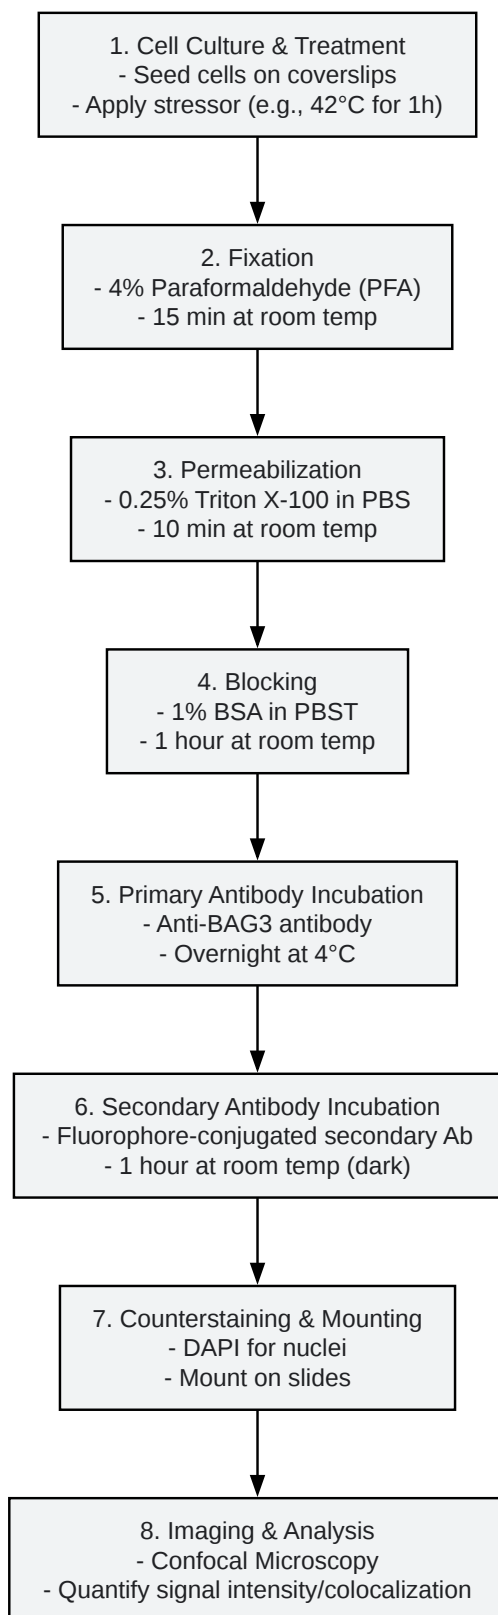 1. Cell Culture & Treatment
- Seed cells on coverslips
- Apply stressor (e.g., 42°C for 1h)
2. Fixation
- 4% Paraformaldehyde (PFA)
- 15 min at room temp
3. Permeabilization
- 0.25% Triton X-100 in PBS
- 10 min at room temp
4. Blocking
- 1% BSA in PBST
- 1 hour at room temp
5. Primary Antibody Incubation
- Anti-BAG3 antibody
- Overnight at 4°C
6. Secondary Antibody Incubation
- Fluorophore-conjugated secondary Ab
- 1 hour at room temp (dark)
7. Counterstaining & Mounting
- DAPI for nuclei
- Mount on slides
8. Imaging & Analysis
- Confocal Microscopy
- Quantify signal intensity/colocalization